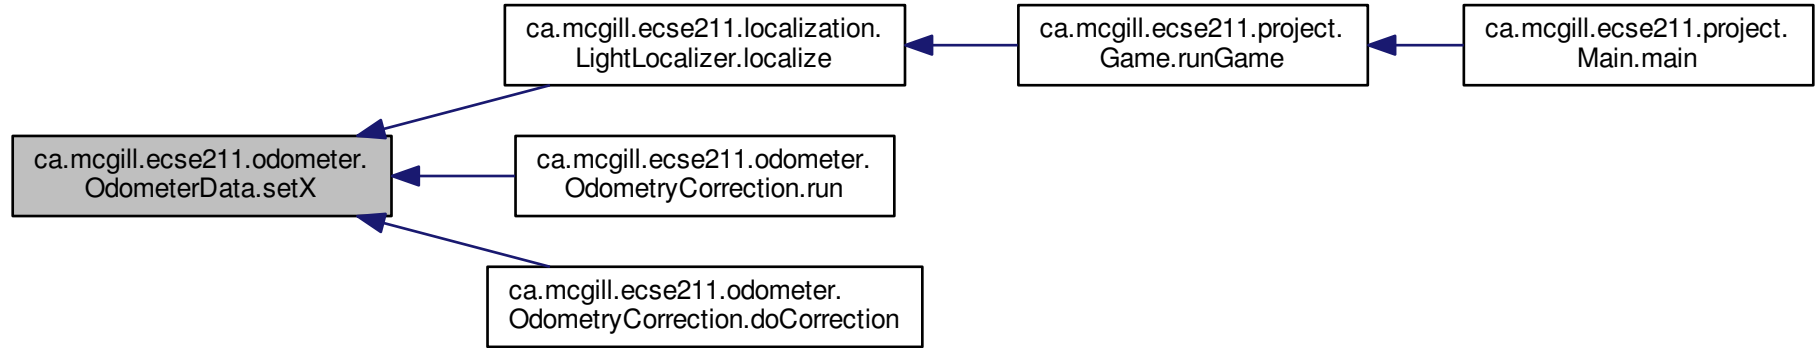 ca.mcgill.ecse211.localization.
LightLocalizer.localize
ca.mcgill.ecse211.project.
Game.runGame
ca.mcgill.ecse211.project.
Main.main
ca.mcgill.ecse211.odometer.
OdometerData.setX
ca.mcgill.ecse211.odometer.
OdometryCorrection.run
ca.mcgill.ecse211.odometer.
OdometryCorrection.doCorrection